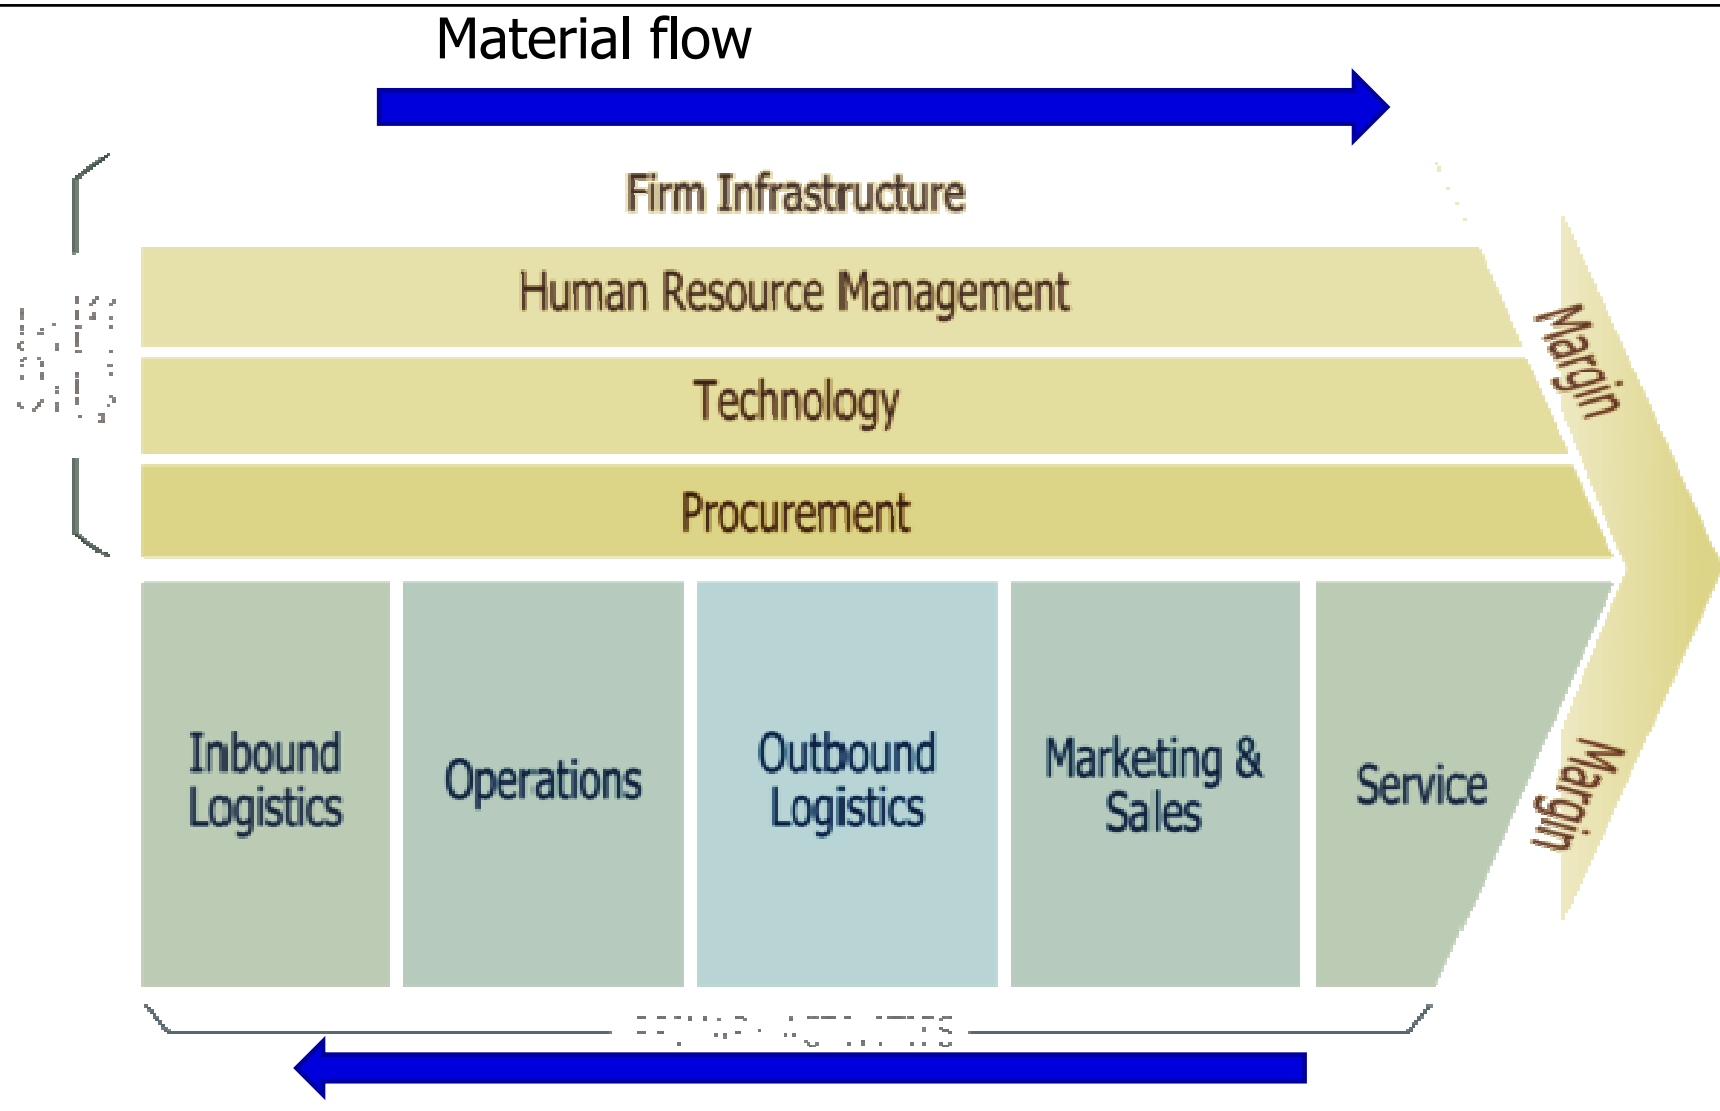 Material flow
Firm Infrastructure
Human Resource Management
Technology
Procurement
Margin
Inbound
Logistics
Operations
Outbound
Logistics
Marketing &
Sales
Service
Margin